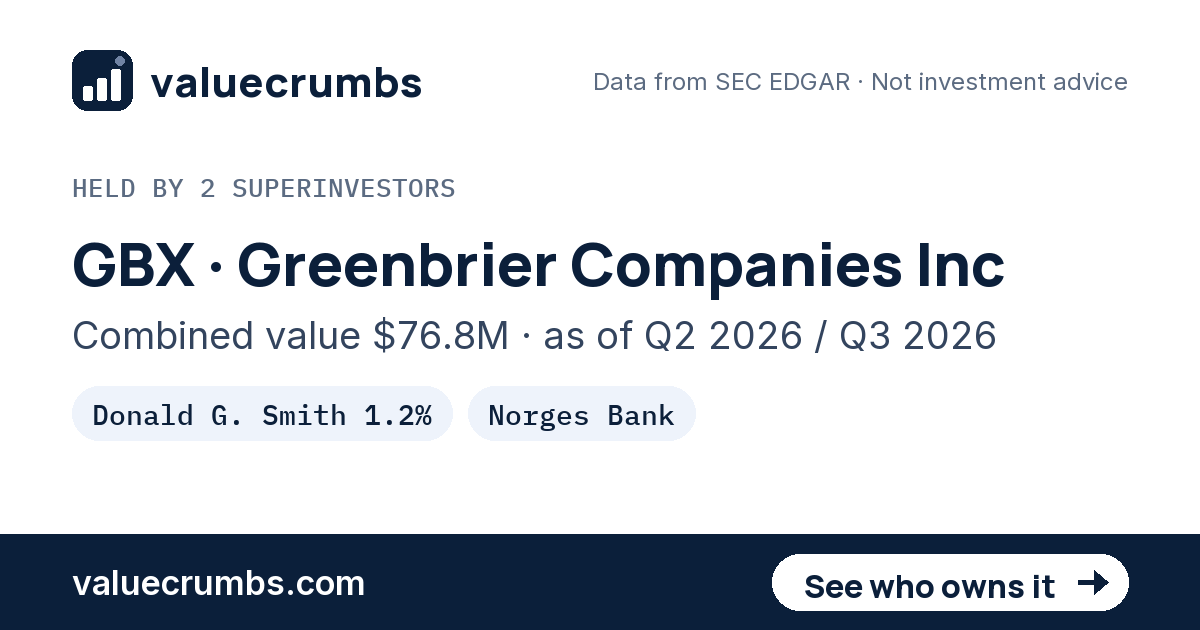 valuecrumbs
Data from SEC EDGAR · Not investment advice
HELD BY 2 SUPERINVESTORS
GBX · Greenbrier Companies Inc
Combined value $76.8M · as of Q2 2026 / Q3 2026
Donald G. Smith 1.2%
Norges Bank
valuecrumbs.com
See who owns it →